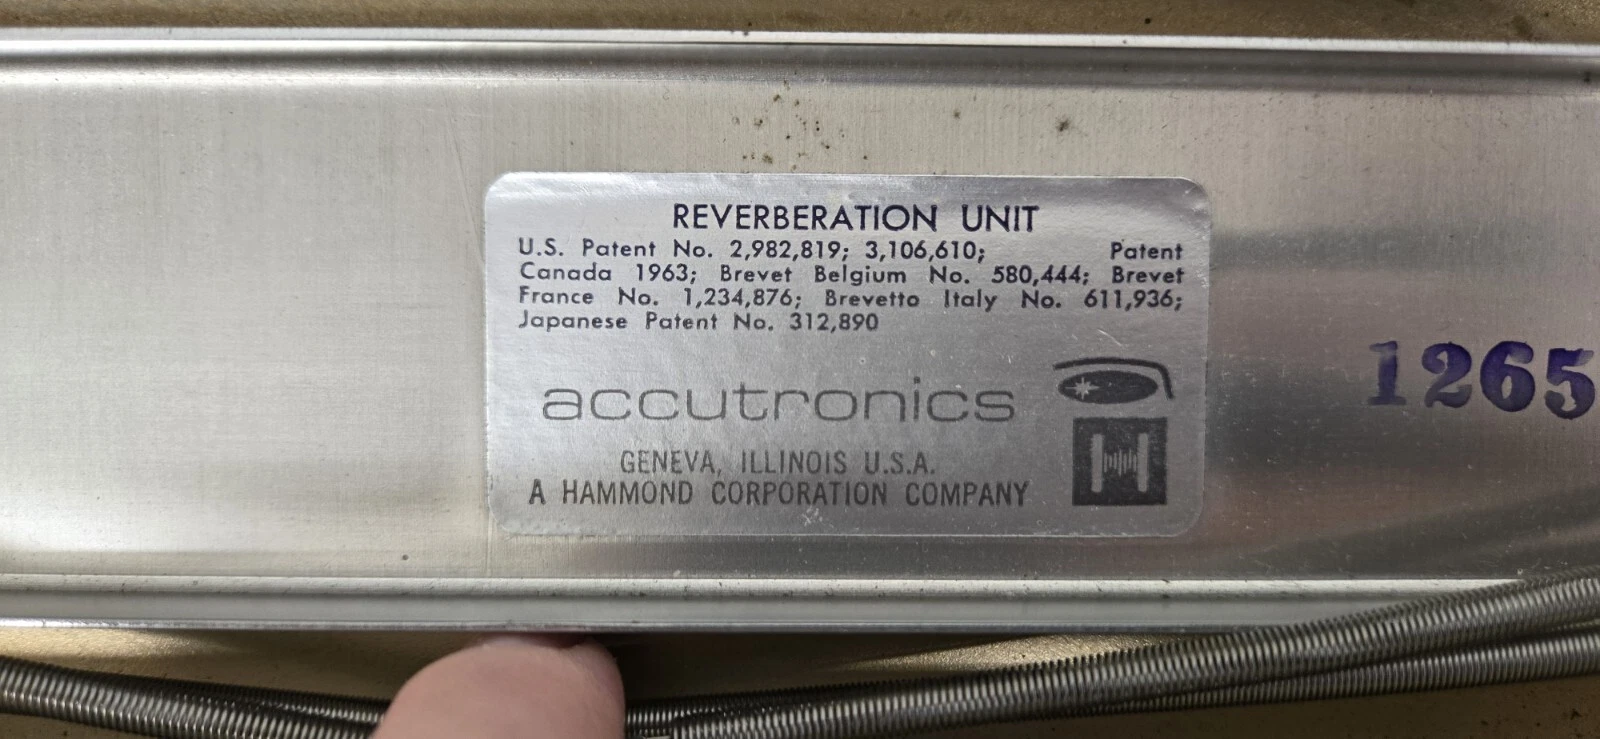 REVERBERATION UNIT
U.S. Patent No. 2,982,819; 3,106,610; Patent
Canada 1963; Brevet Belgium No. 580,444; Brevet
France No. 1,234,876; Brevetto Italy No. 611,936;
Japanese Patent No. 312,890
accutronics
GENEVA, ILLINOIS U.S.A.
A HAMMOND CORPORATION COMPANY
H
1265